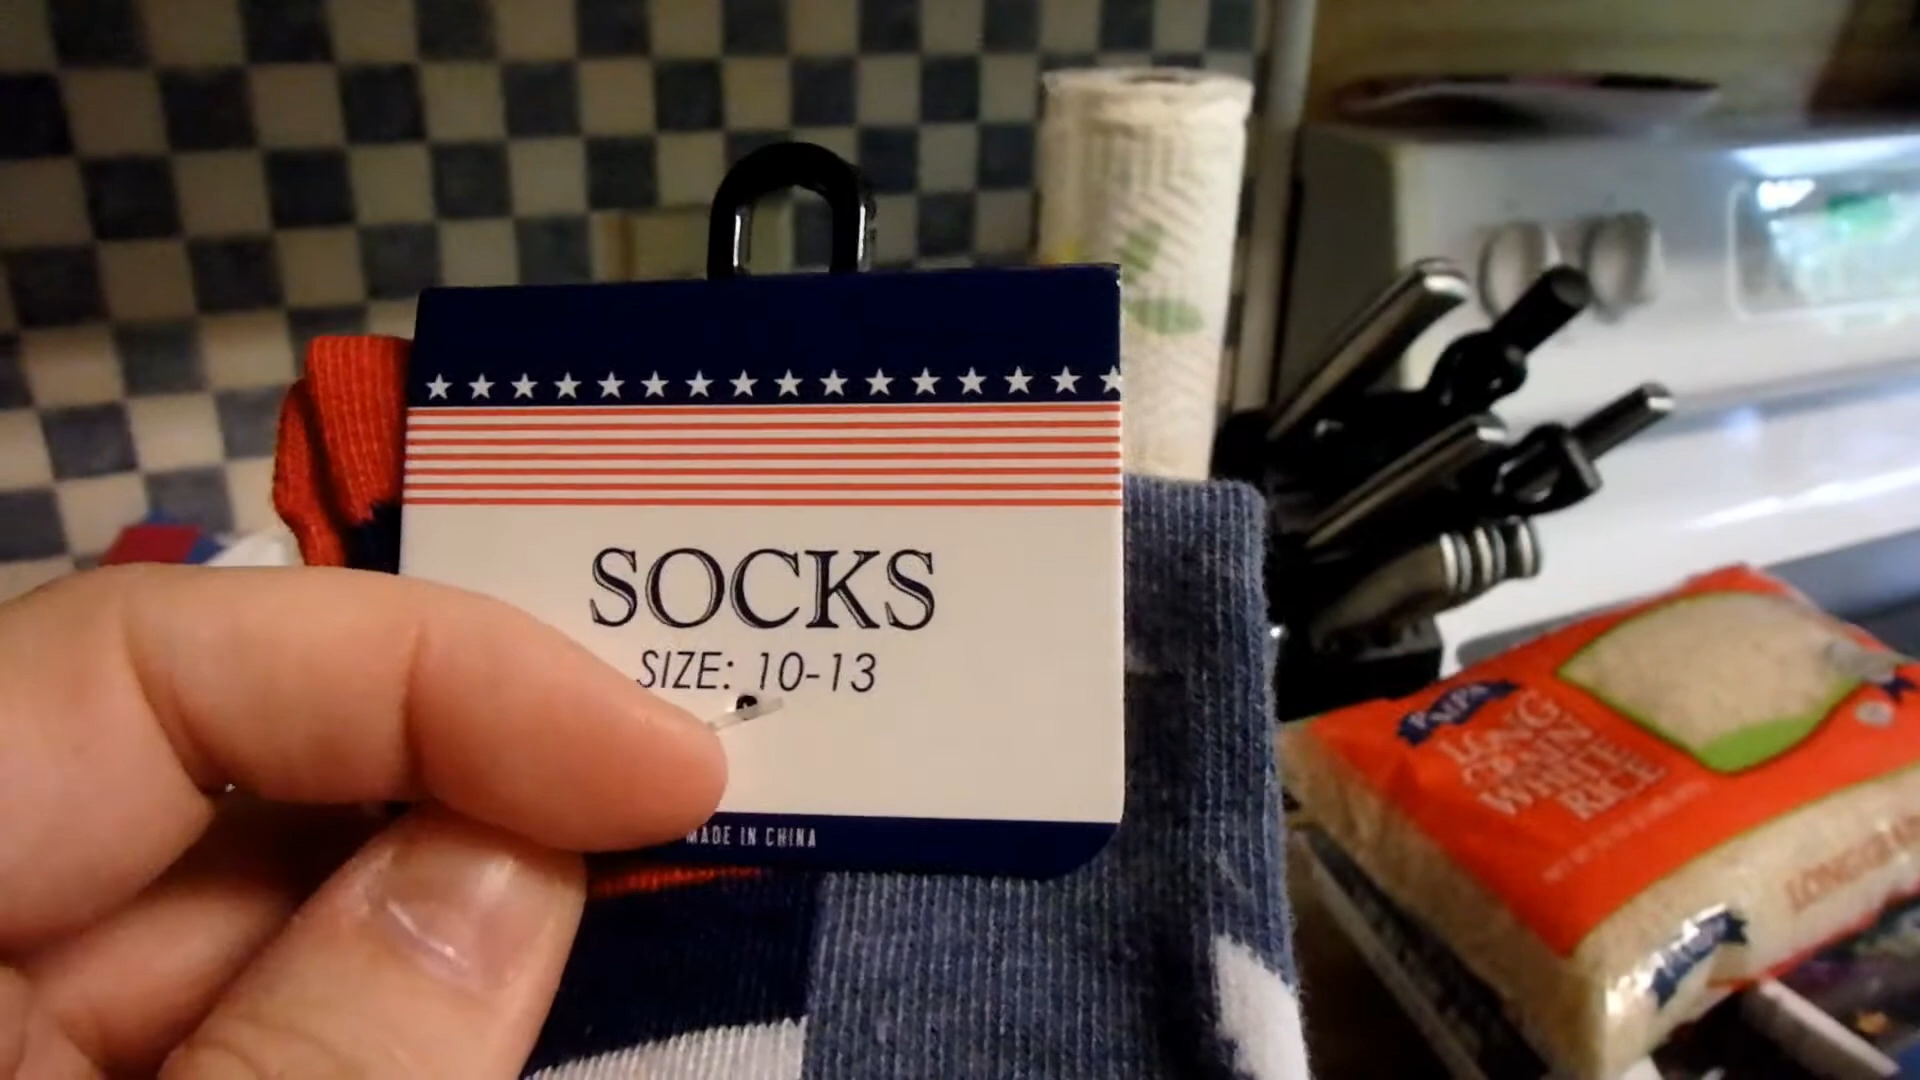 SOCKS
SIZE: 10-13
MADE IN CHINA
LONG
GRAIN
WHITE
RICE